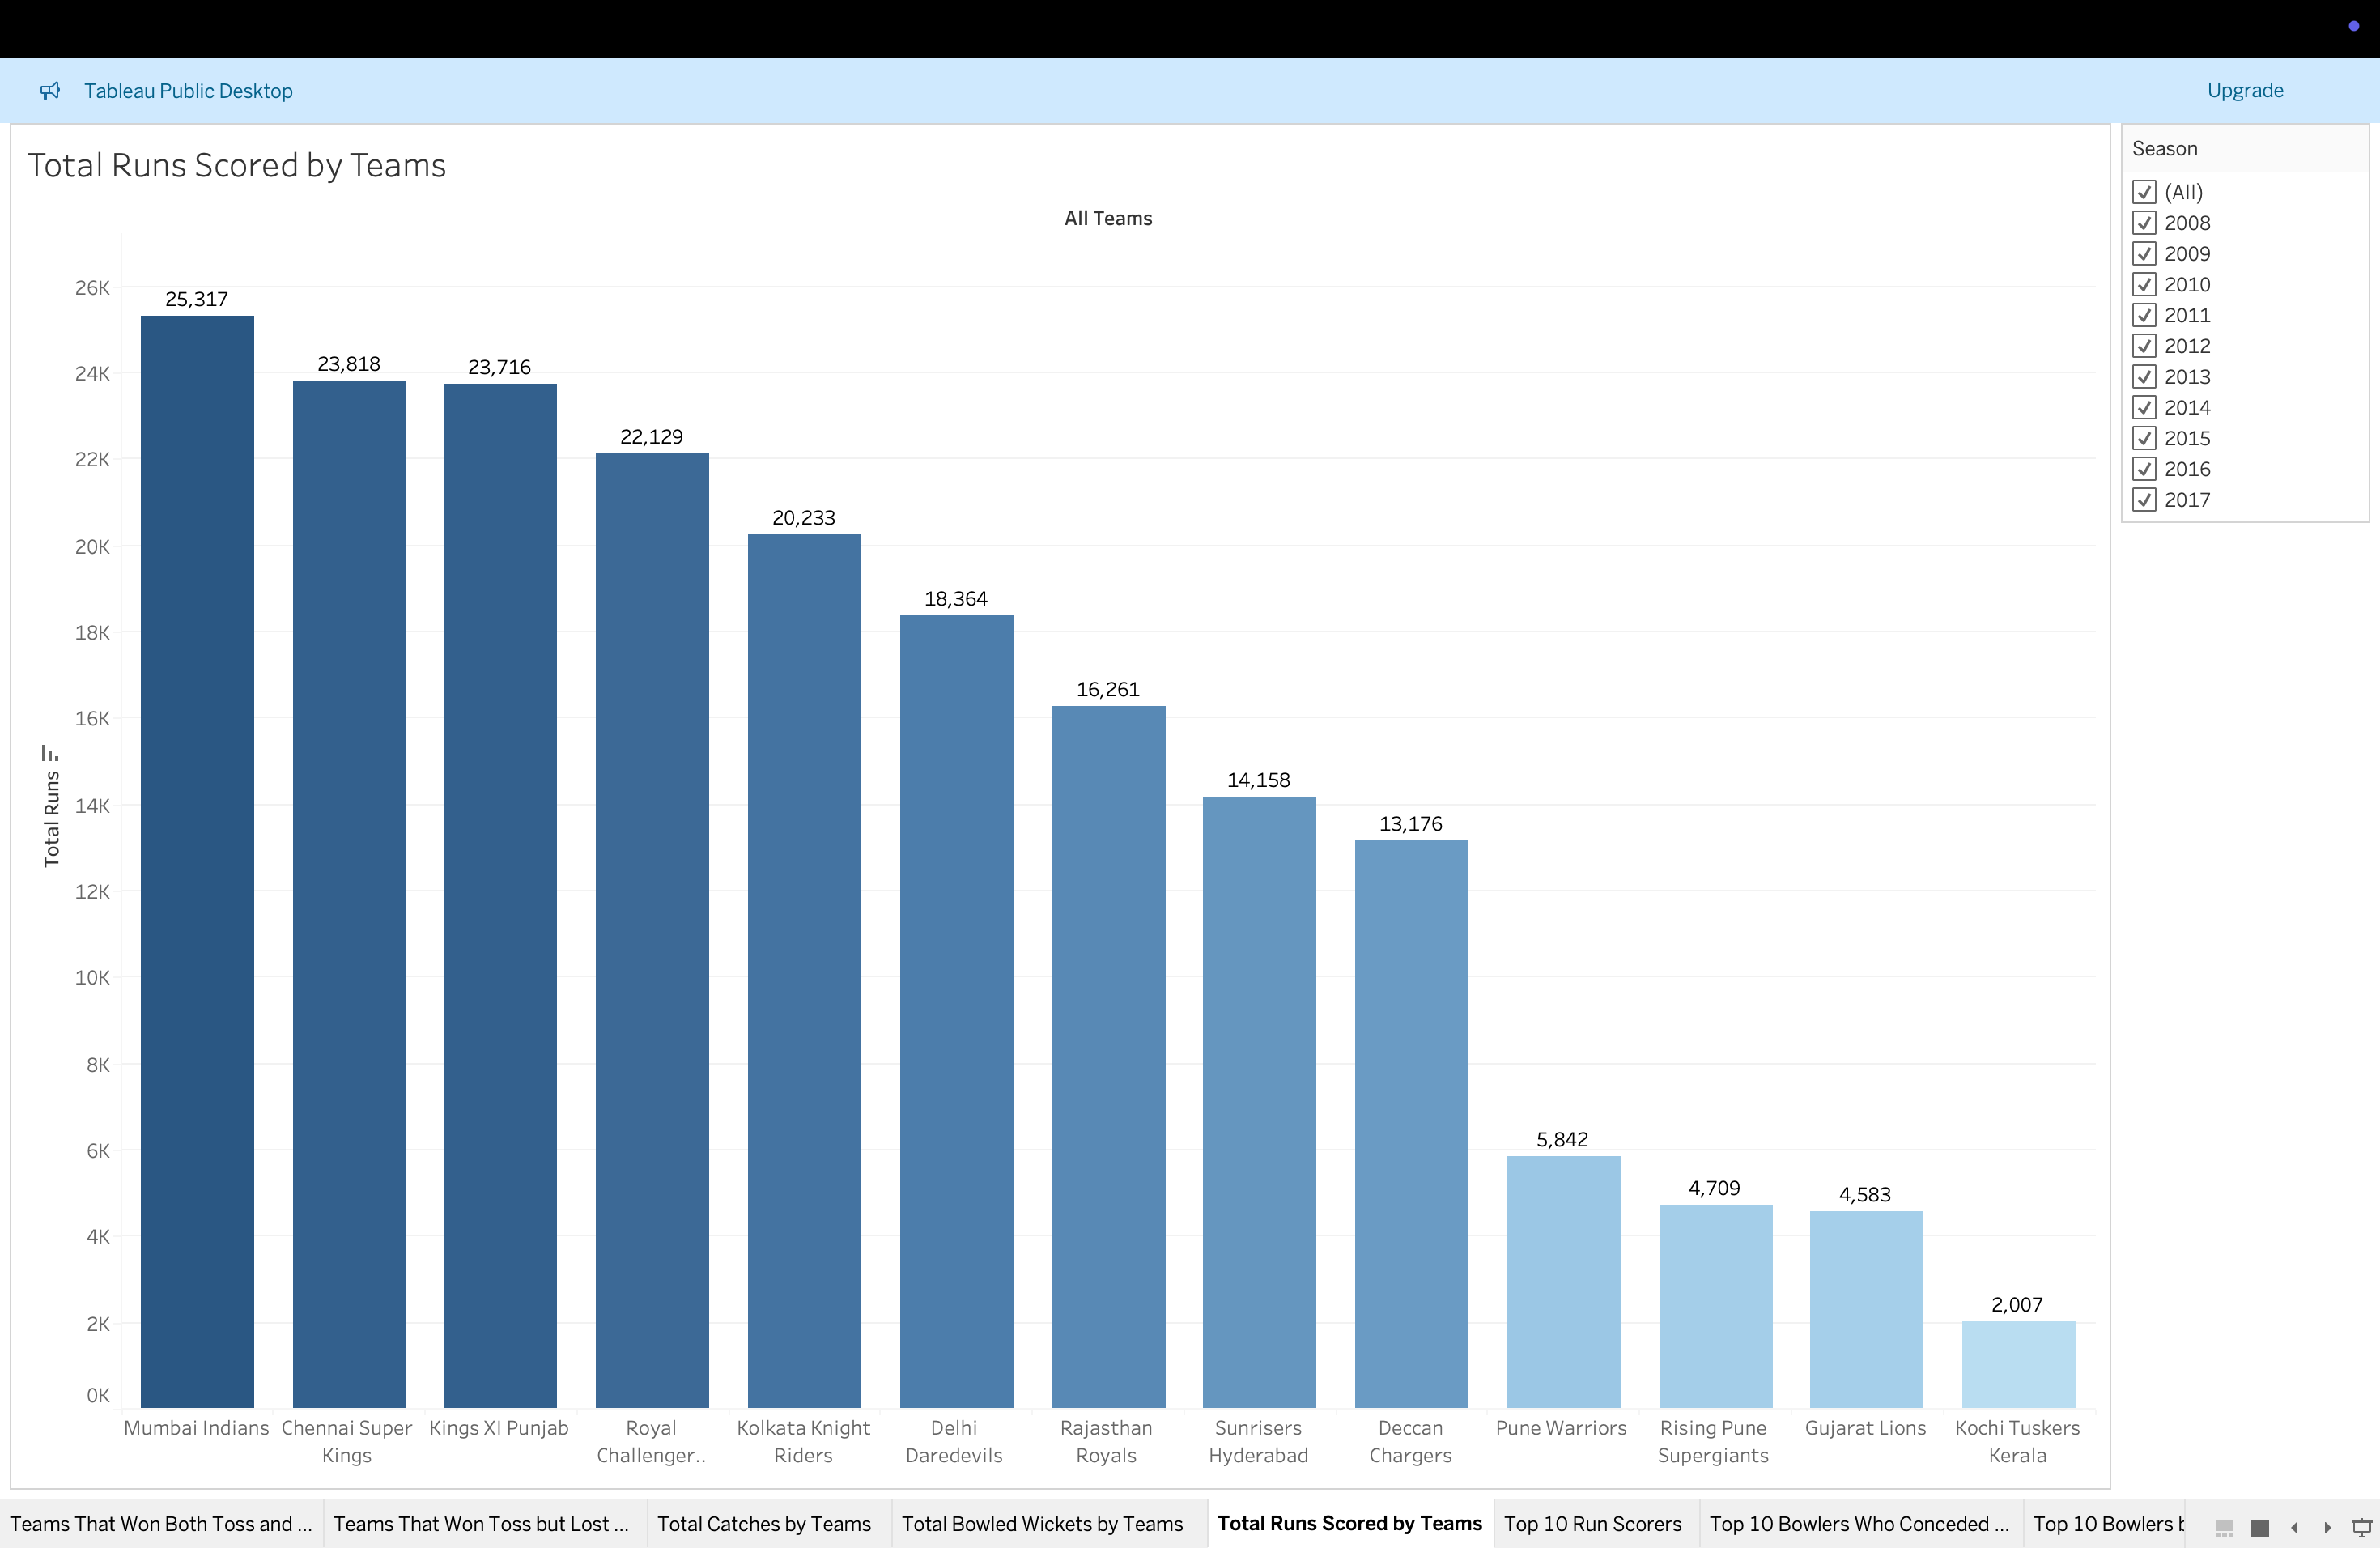 Tableau Public Desktop
Upgrade
Total Runs Scored by Teams
All Teams
26K
24K
22K
20K
18K
16K
14K
12K
10K
8K
6K
4K
2K
0K
Total Runs
25,317
23,818
23,716
22,129
20,233
18,364
16,261
14,158
13,176
5,842
4,709
4,583
2,007
Mumbai Indians
Chennai Super
Kings
Kings XI Punjab
Royal
Challenger..
Kolkata Knight
Riders
Delhi
Daredevils
Rajasthan
Royals
Sunrisers
Hyderabad
Deccan
Chargers
Pune Warriors
Rising Pune
Supergiants
Gujarat Lions
Kochi Tuskers
Kerala
Season
(All)
2008
2009
2010
2011
2012
2013
2014
2015
2016
2017
Teams That Won Both Toss and ...
Teams That Won Toss but Lost ...
Total Catches by Teams
Total Bowled Wickets by Teams
Total Runs Scored by Teams
Top 10 Run Scorers
Top 10 Bowlers Who Conceded ...
Top 10 Bowlers